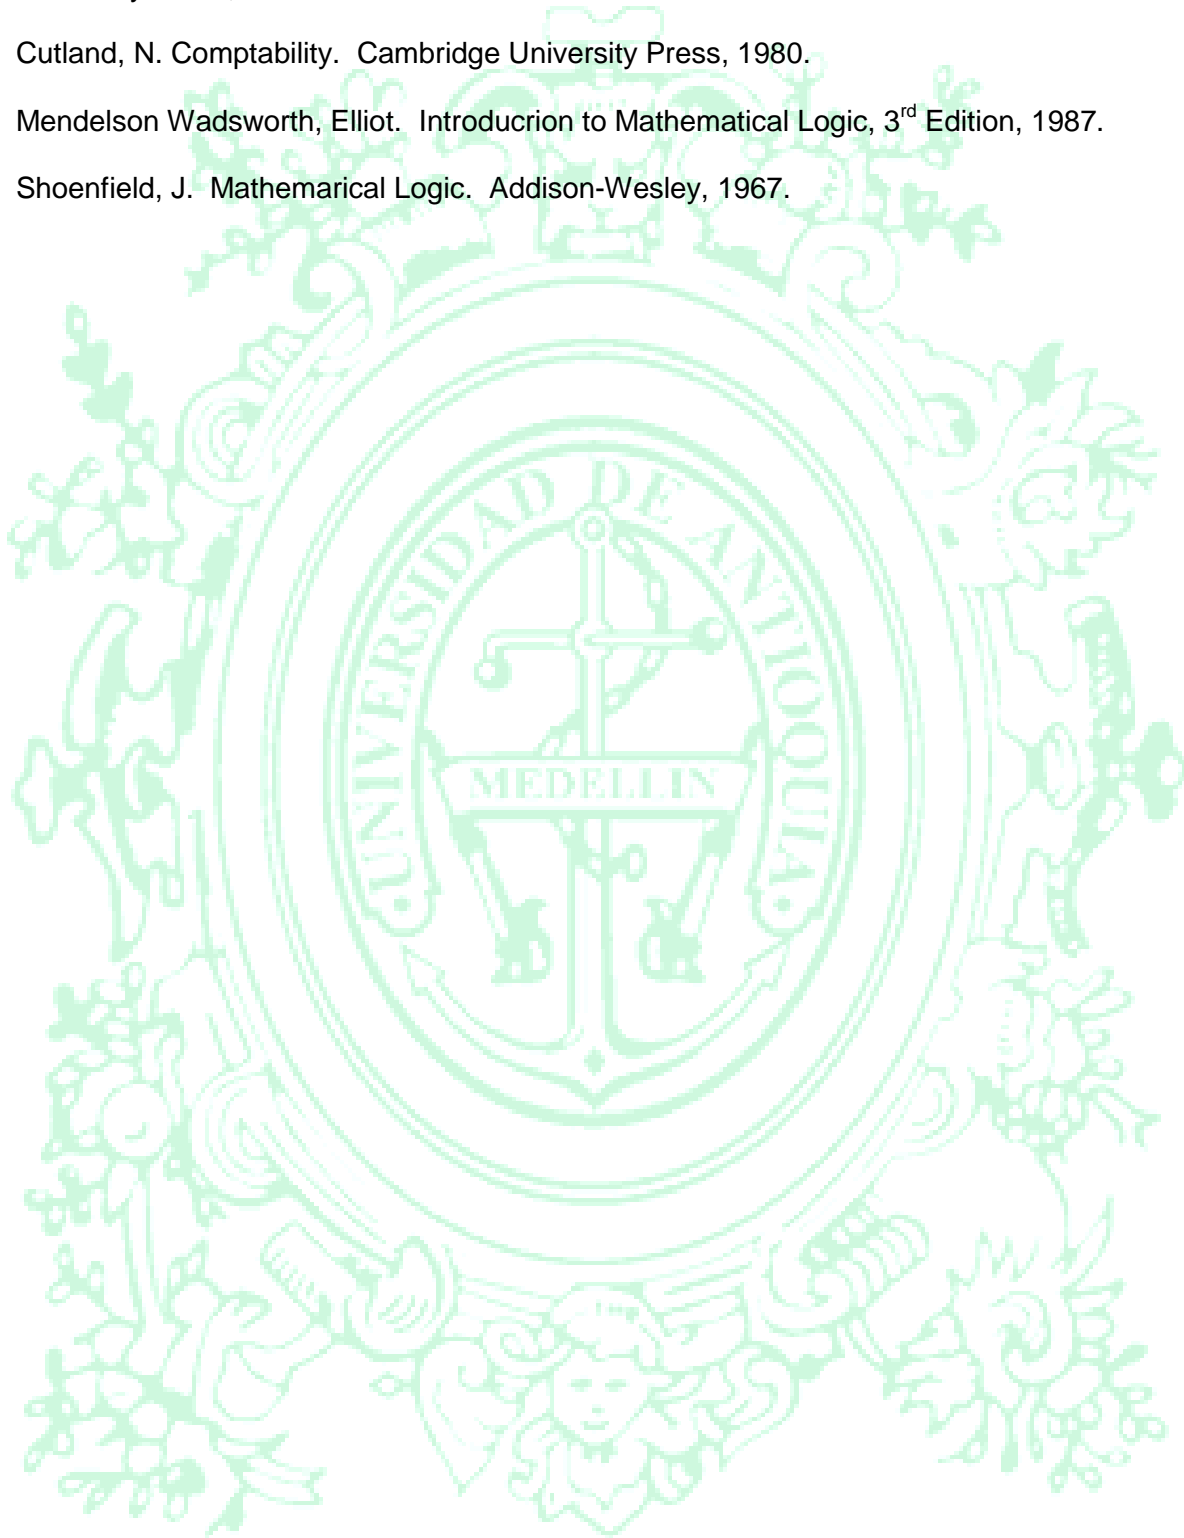 Cutland, N. Comptability. Cambridge University Press, 1980.
Mendelson Wadsworth, Elliot. Introducrion to Mathematical Logic, 3rd Edition, 1987.
Shoenfield, J. Mathemarical Logic. Addison-Wesley, 1967.
UNIVERSIDAD DE ANTIOQUIA
MEDELLIN